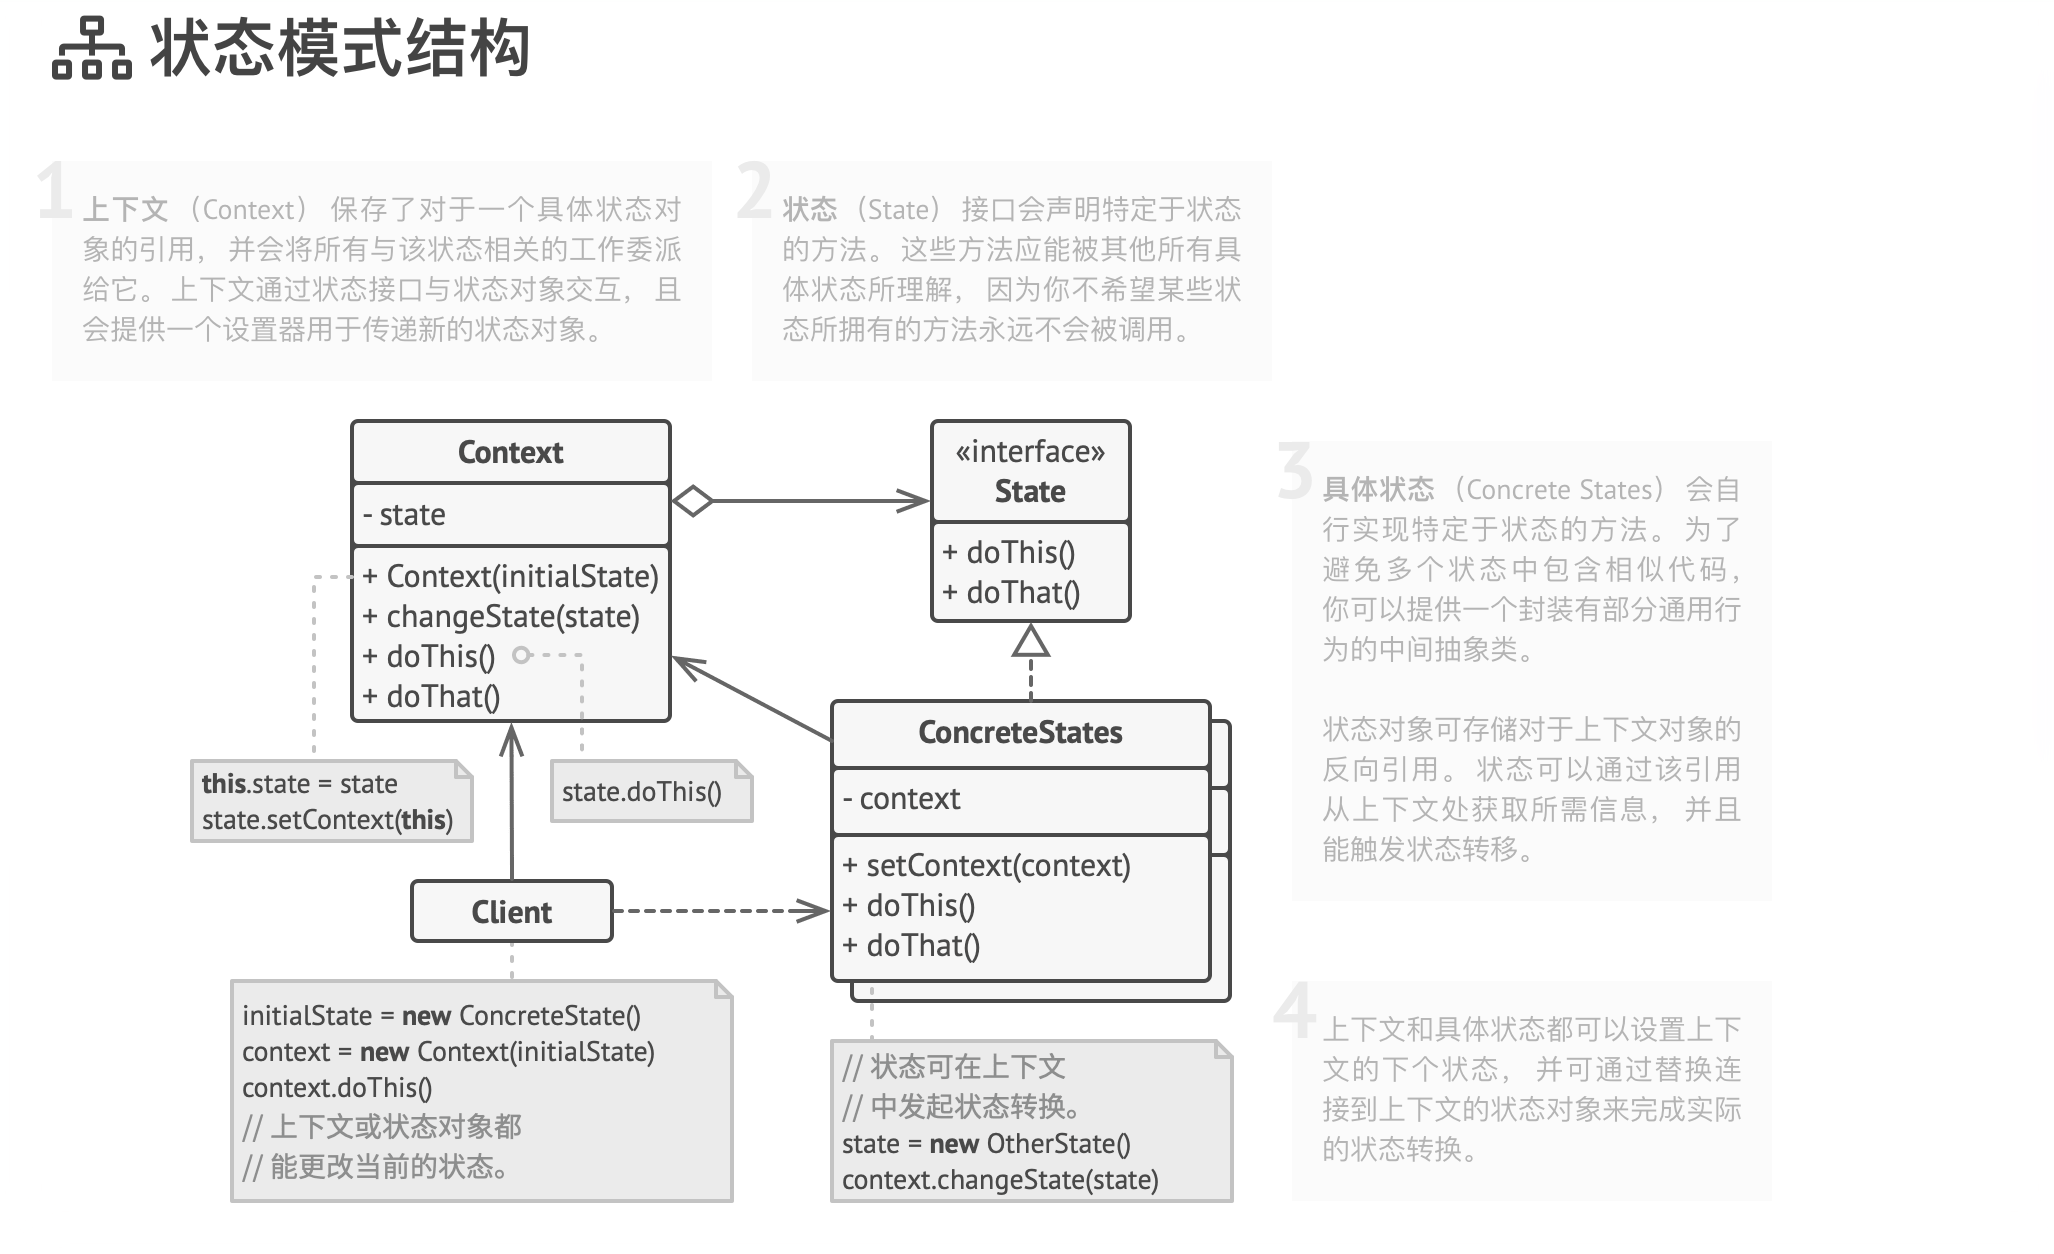 状态模式结构
1
上下文 （Context） 保存了对于一个具体状态对
象的引用， 并会将所有与该状态相关的工作委派
给它。 上下文通过状态接口与状态对象交互， 且
会提供一个设置器用于传递新的状态对象。
2
状态 （State） 接口会声明特定于状态
的方法。 这些方法应能被其他所有具
体状态所理解， 因为你不希望某些状
态所拥有的方法永远不会被调用。
Context
- state
+ Context(initialState)
+ changeState(state)
+ doThis()
+ doThat()
«interface»
State
+ doThis()
+ doThat()
3
具体状态 （Concrete States） 会自
行实现特定于状态的方法。 为了
避免多个状态中包含相似代码，
你可以提供一个封装有部分通用行
为的中间抽象类。
状态对象可存储对于上下文对象的
反向引用。 状态可以通过该引用
从上下文处获取所需信息， 并且
能触发状态转移。
this.state = state
state.setContext(this)
state.doThis()
ConcreteStates
- context
+ setContext(context)
+ doThis()
+ doThat()
Client
initialState = new ConcreteState()
context = new Context(initialState)
context.doThis()
// 上下文或状态对象都
// 能更改当前的状态。
// 状态可在上下文
// 中发起状态转换。
state = new OtherState()
context.changeState(state)
4
上下文和具体状态都可以设置上下
文的下个状态， 并可通过替换连
接到上下文的状态对象来完成实际
的状态转换。